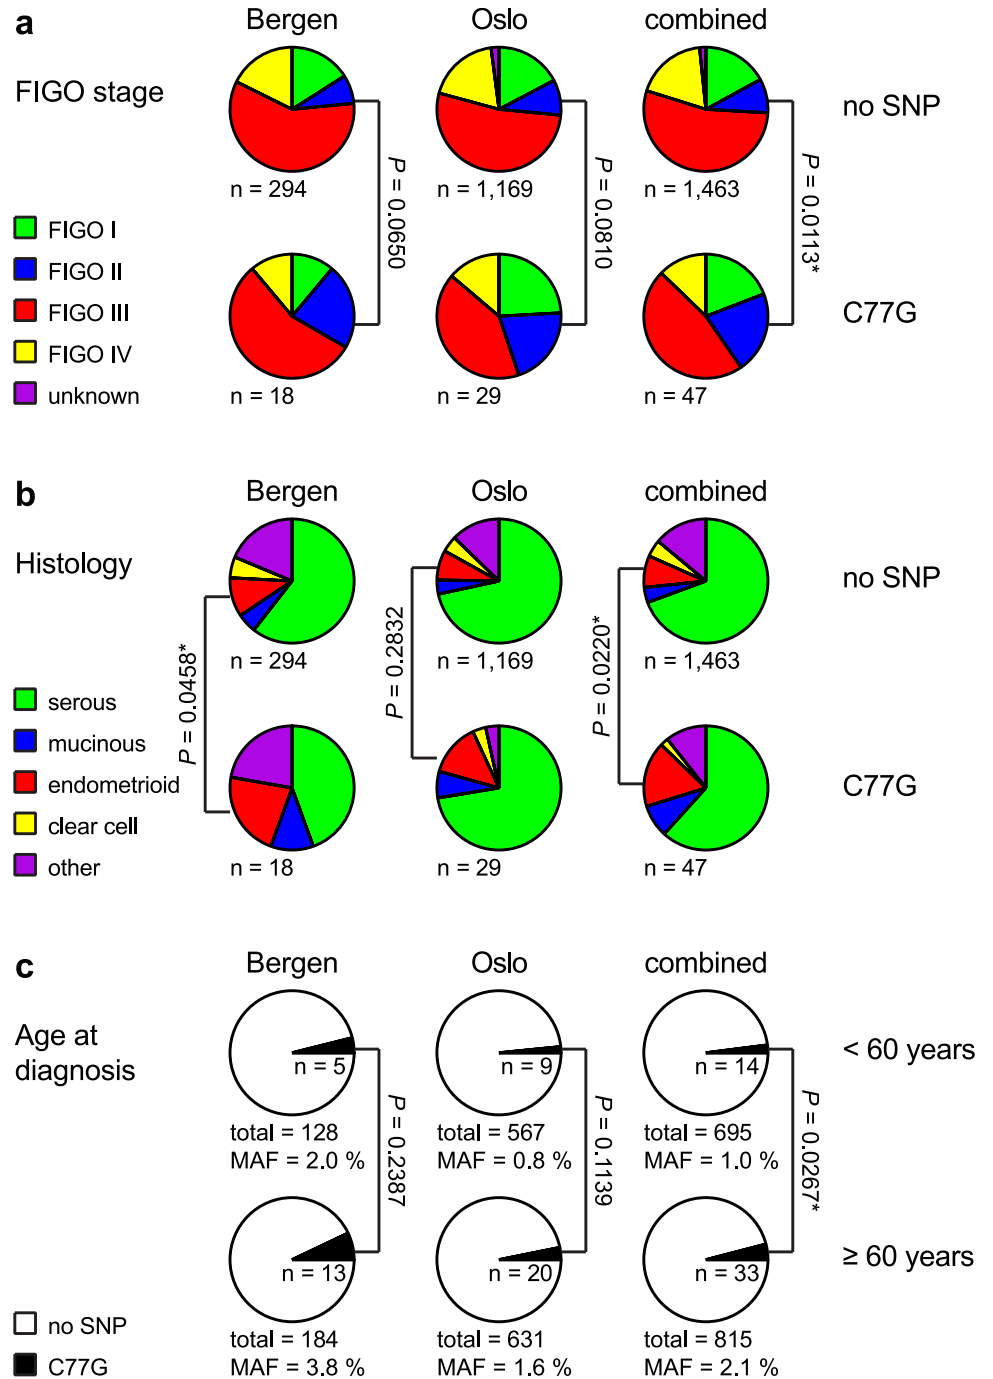 a
Bergen Oslo combined
FIGO stage
no SNP
n = 294 n = 1,169 n = 1,463
P = 0.0650 P = 0.0810 P = 0.0113*
FIGO I
FIGO II
FIGO III
FIGO IV
unknown
C77G
n = 18 n = 29 n = 47
b
Bergen Oslo combined
Histology
no SNP
n = 294 n = 1,169 n = 1,463
P = 0.0458* P = 0.2832 P = 0.0220*
serous
mucinous
endometrioid
clear cell
other
C77G
n = 18 n = 29 n = 47
c
Bergen Oslo combined
Age at
diagnosis
< 60 years
n = 5 n = 9 n = 14
total = 128 total = 567 total = 695
MAF = 2.0 % MAF = 0.8 % MAF = 1.0 %
P = 0.2387 P = 0.1139 P = 0.0267*
≥ 60 years
n = 13 n = 20 n = 33
no SNP
C77G
total = 184 total = 631 total = 815
MAF = 3.8 % MAF = 1.6 % MAF = 2.1 %